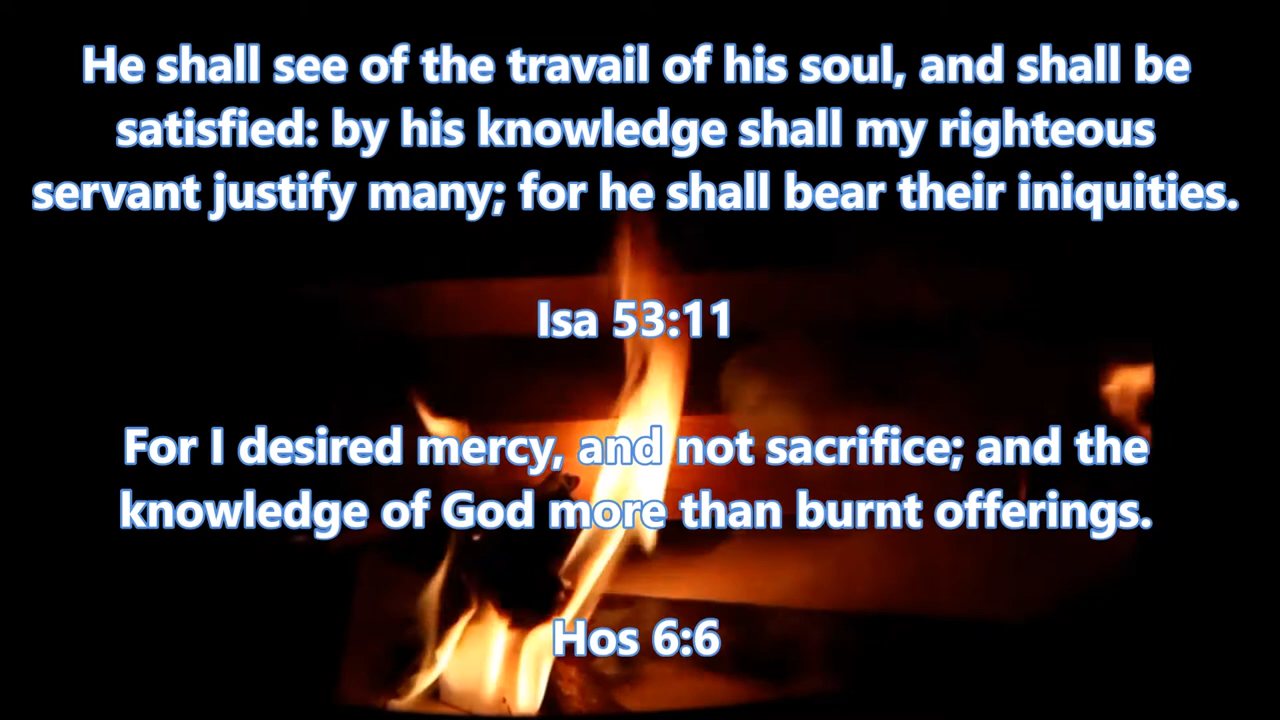 He shall see of the travail of his soul, and shall be
satisfied: by his knowledge shall my righteous
servant justify many; for he shall bear their iniquities.
Isa 53:11
For I desired mercy, and not sacrifice; and the
knowledge of God more than burnt offerings.
Hos 6:6